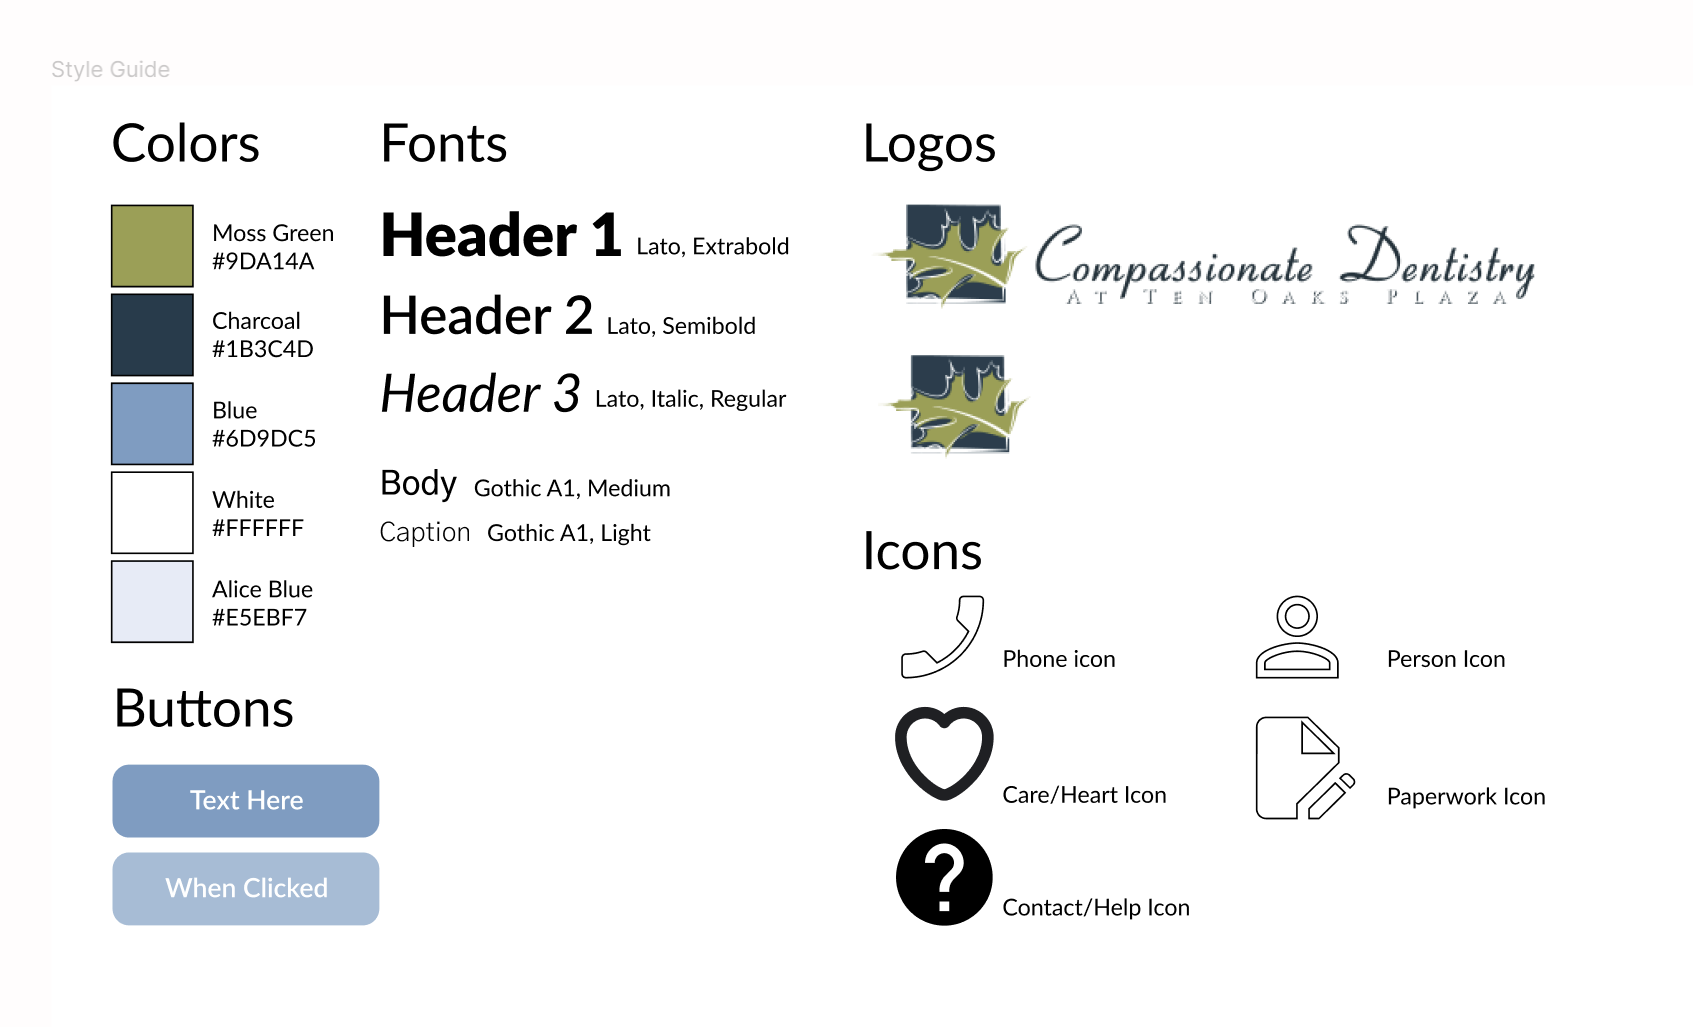 Style Guide
Colors
Moss Green
#9DA14A
Charcoal
#1B3C4D
Blue
#6D9DC5
White
#FFFFFF
Alice Blue
#E5EBF7
Buttons
Text Here
When Clicked
Fonts
Header 1 Lato, Extrabold
Header 2 Lato, Semibold
Header 3 Lato, Italic, Regular
Body Gothic A1, Medium
Caption Gothic A1, Light
Logos
Compassionate Dentistry
At Ten Oaks Plaza
Icons
Phone icon
Person Icon
Care/Heart Icon
Paperwork Icon
?
Contact/Help Icon